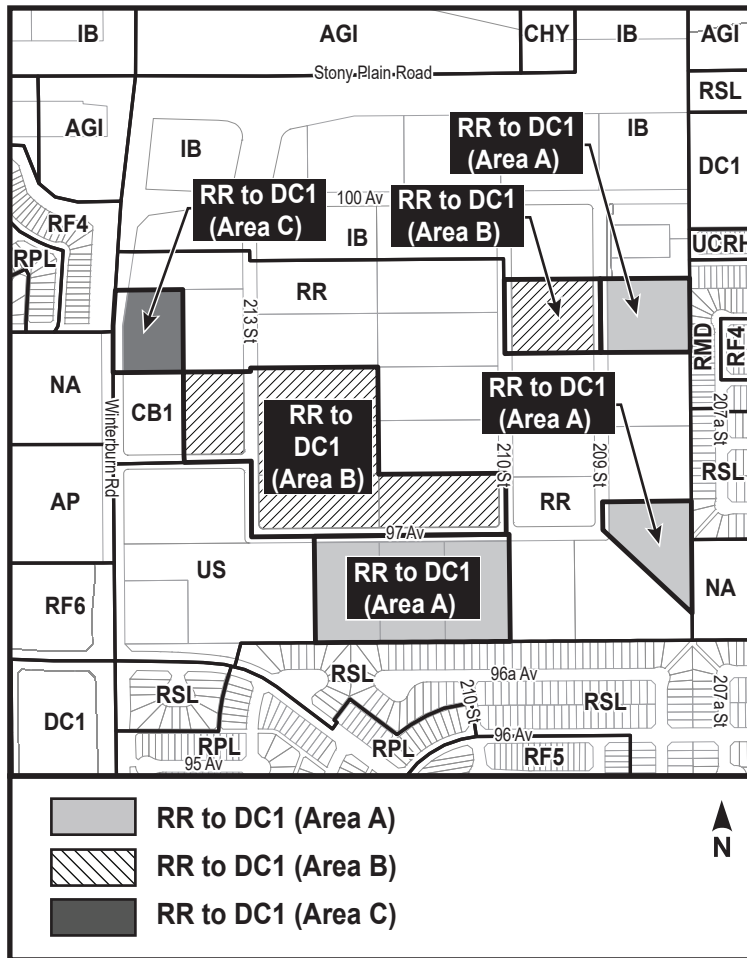 IB
AGI
CHY
IB
AGI
Stony Plain Road
RSL
AGI
IB
RR to DC1
(Area A)
IB
DC1
RR to DC1
(Area C)
100 Av
RR to DC1
(Area B)
RF4
IB
UCRH
RPL
RR
213 St
RMD
RF4
NA
Winterburn Rd
CB1
RR to
DC1
(Area B)
RR to DC1
(Area A)
207a St
210 St
209 St
RSL
AP
RR
97 Av
US
RR to DC1
(Area A)
NA
RF6
RSL
RSL
96a Av
RSL
210 St
207a St
DC1
RPL
95 Av
RPL
96 Av
RF5
RR to DC1 (Area A)
RR to DC1 (Area B)
RR to DC1 (Area C)
N